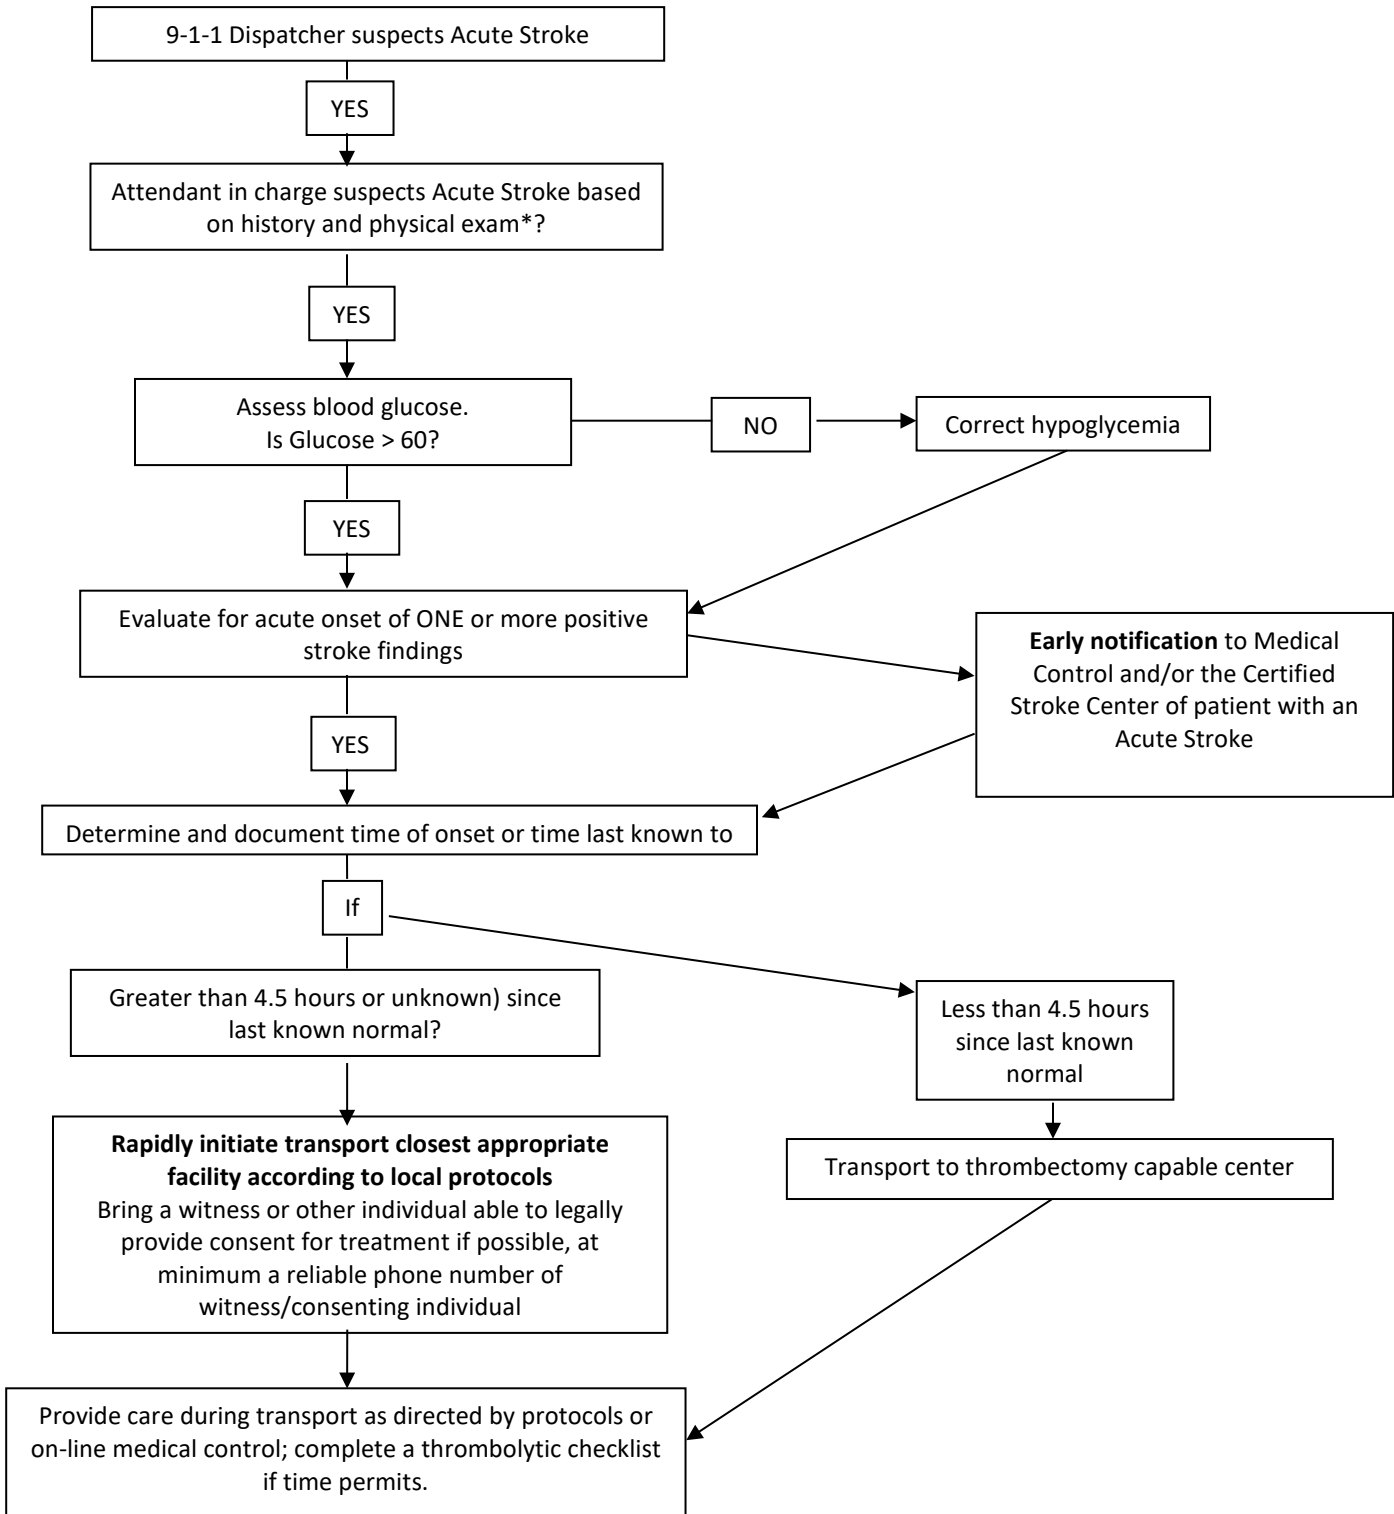 9-1-1 Dispatcher suspects Acute Stroke
YES
Attendant in charge suspects Acute Stroke based
on history and physical exam*?
YES
Assess blood glucose.
Is Glucose > 60?
NO
Correct hypoglycemia
YES
Evaluate for acute onset of ONE or more positive
stroke findings
Early notification to Medical
Control and/or the Certified
Stroke Center of patient with an
Acute Stroke
YES
Determine and document time of onset or time last known to
If
Greater than 4.5 hours or unknown) since
last known normal?
Less than 4.5 hours
since last known
normal
Rapidly initiate transport closest appropriate
facility according to local protocols
Bring a witness or other individual able to legally
provide consent for treatment if possible, at
minimum a reliable phone number of
witness/consenting individual
Transport to thrombectomy capable center
Provide care during transport as directed by protocols or
on-line medical control; complete a thrombolytic checklist
if time permits.